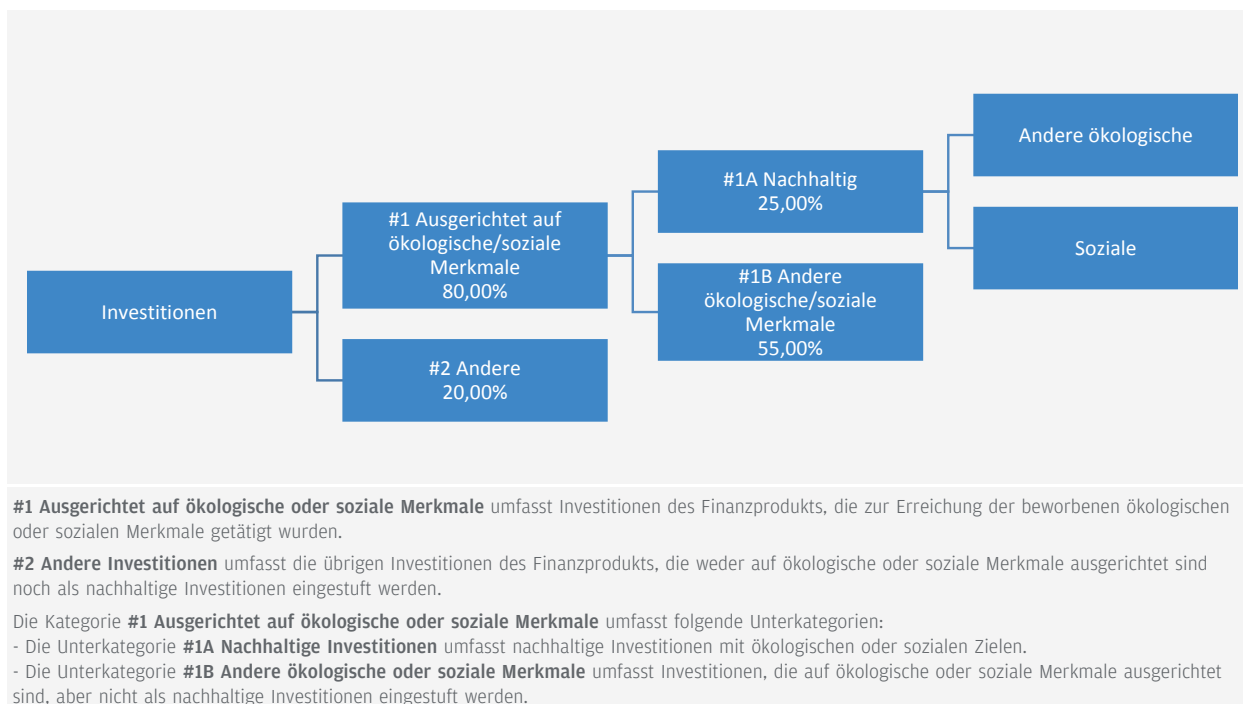 Investitionen
#1 Ausgerichtet auf
ökologische/soziale
Merkmale
80,00%
#2 Andere
20,00%
#1A Nachhaltig
25,00%
#1B Andere
ökologische/soziale
Merkmale
55,00%
Andere ökologische
Soziale
#1 Ausgerichtet auf ökologische oder soziale Merkmale umfasst Investitionen des Finanzprodukts, die zur Erreichung der beworbenen ökologischen
oder sozialen Merkmale getätigt wurden.
#2 Andere Investitionen umfasst die übrigen Investitionen des Finanzprodukts, die weder auf ökologische oder soziale Merkmale ausgerichtet sind
noch als nachhaltige Investitionen eingestuft werden.
Die Kategorie #1 Ausgerichtet auf ökologische oder soziale Merkmale umfasst folgende Unterkategorien:
- Die Unterkategorie #1A Nachhaltige Investitionen umfasst nachhaltige Investitionen mit ökologischen oder sozialen Zielen.
- Die Unterkategorie #1B Andere ökologische oder soziale Merkmale umfasst Investitionen, die auf ökologische oder soziale Merkmale ausgerichtet
sind, aber nicht als nachhaltige Investitionen eingestuft werden.